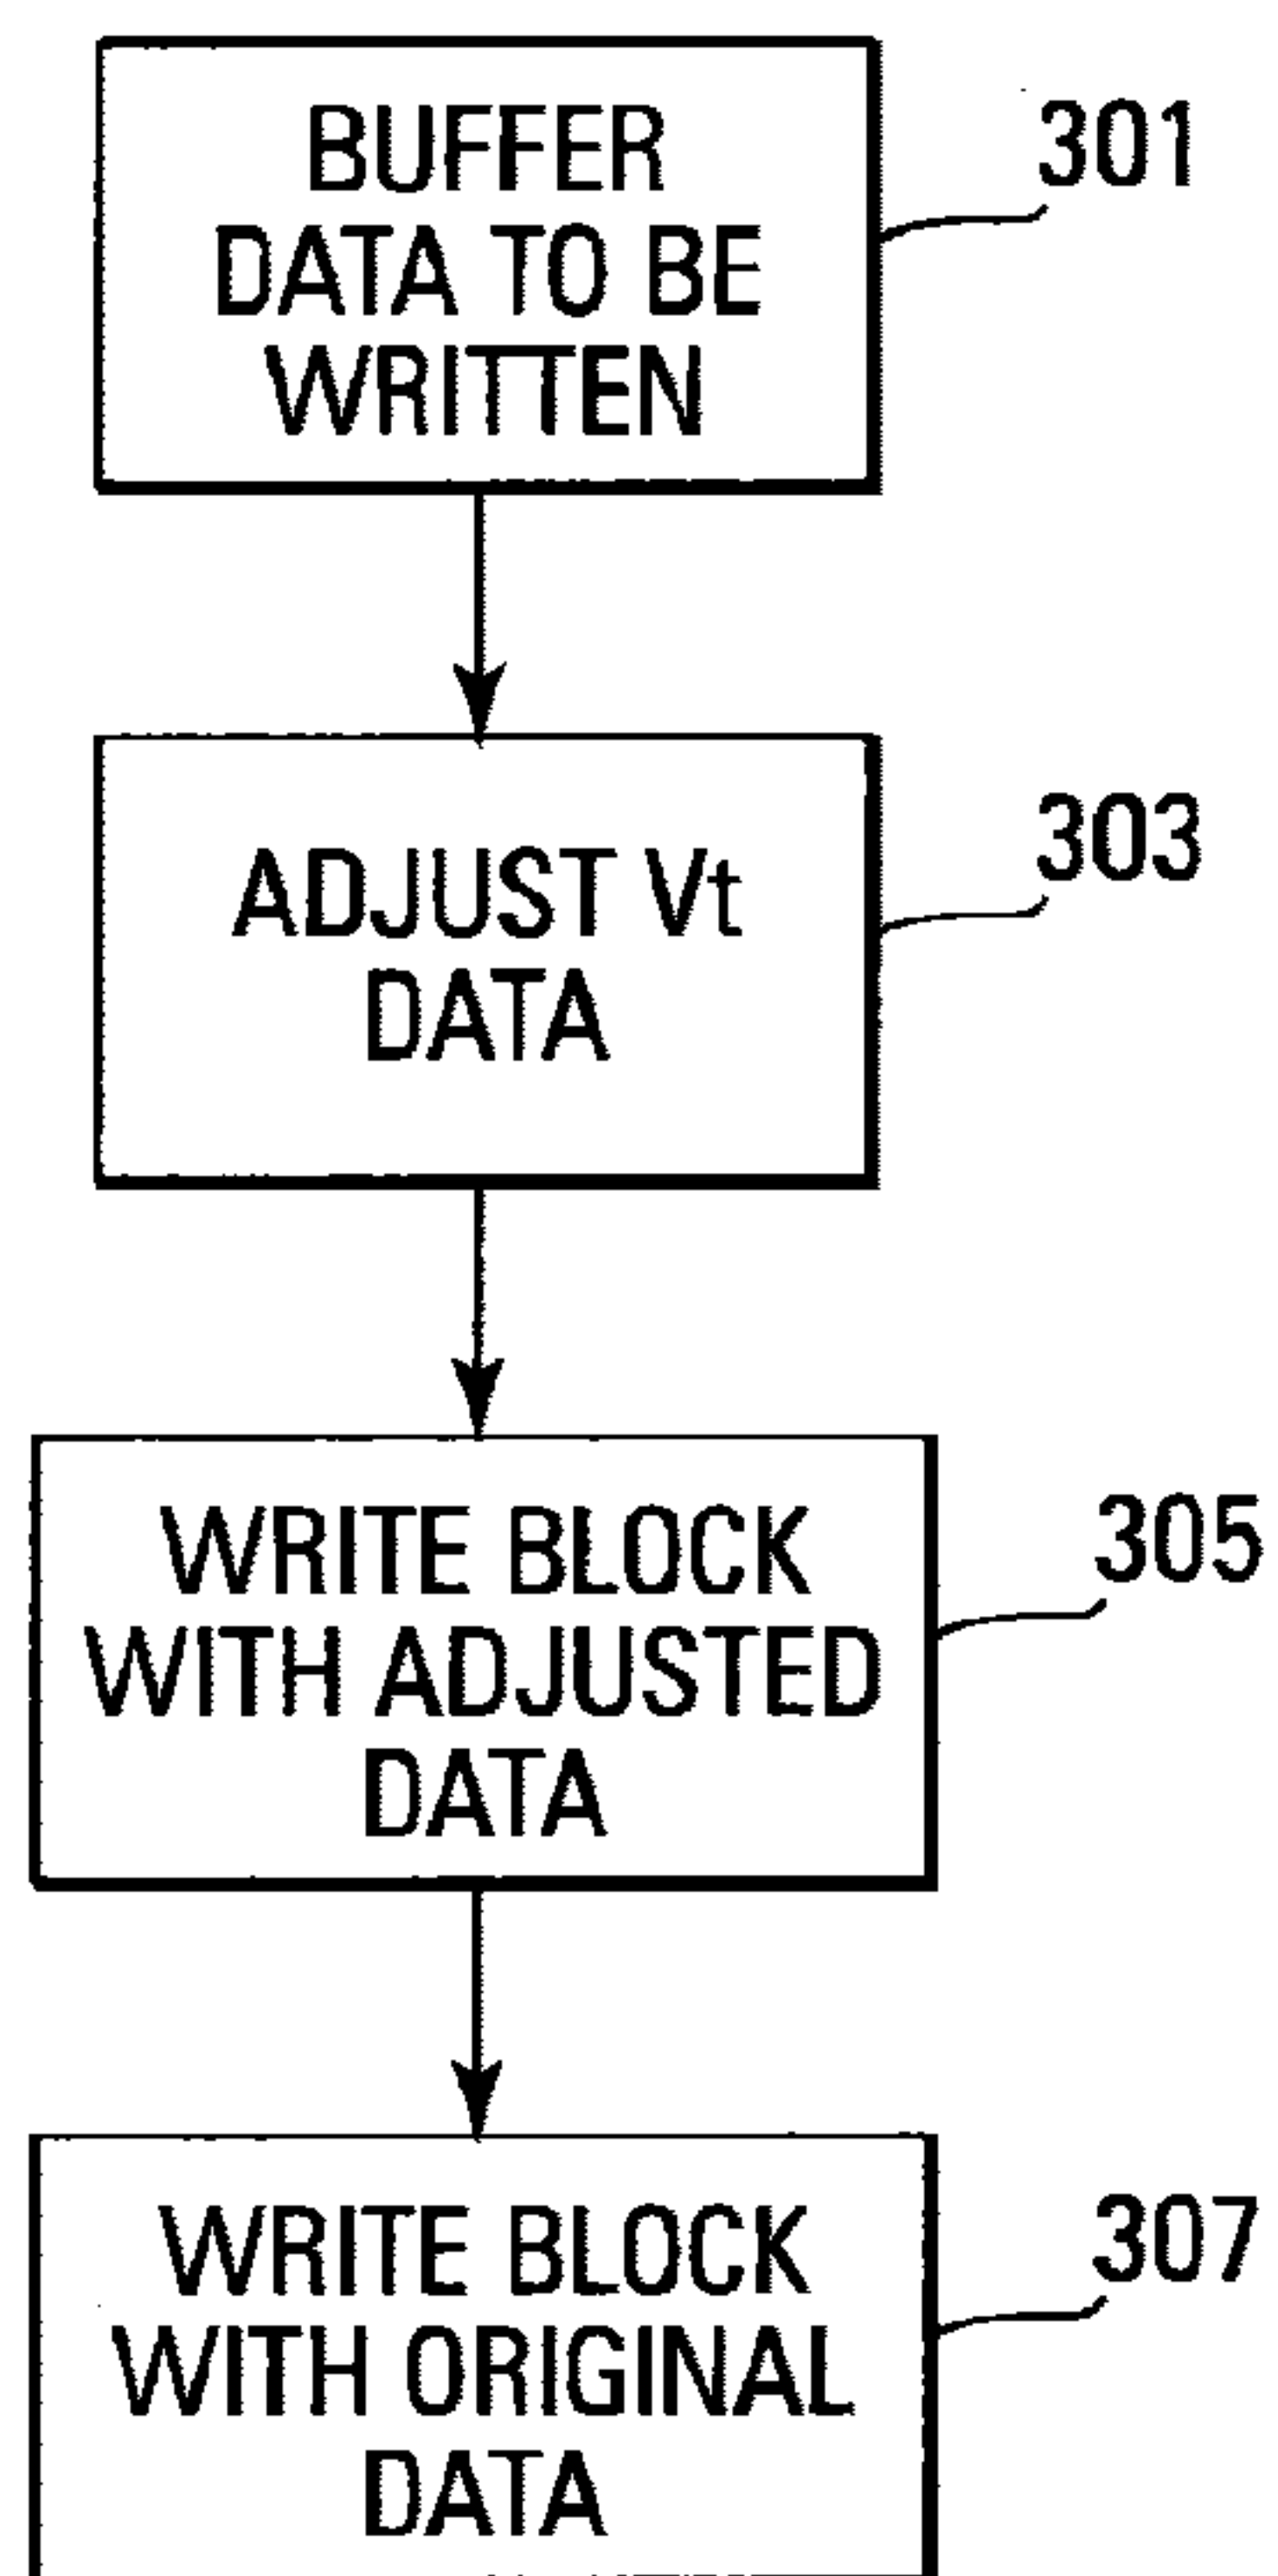 BUFFER
DATA TO BE
WRITTEN
301
ADJUST Vt
DATA
303
WRITE BLOCK
WITH ADJUSTED
DATA
305
WRITE BLOCK
WITH ORIGINAL
DATA
307